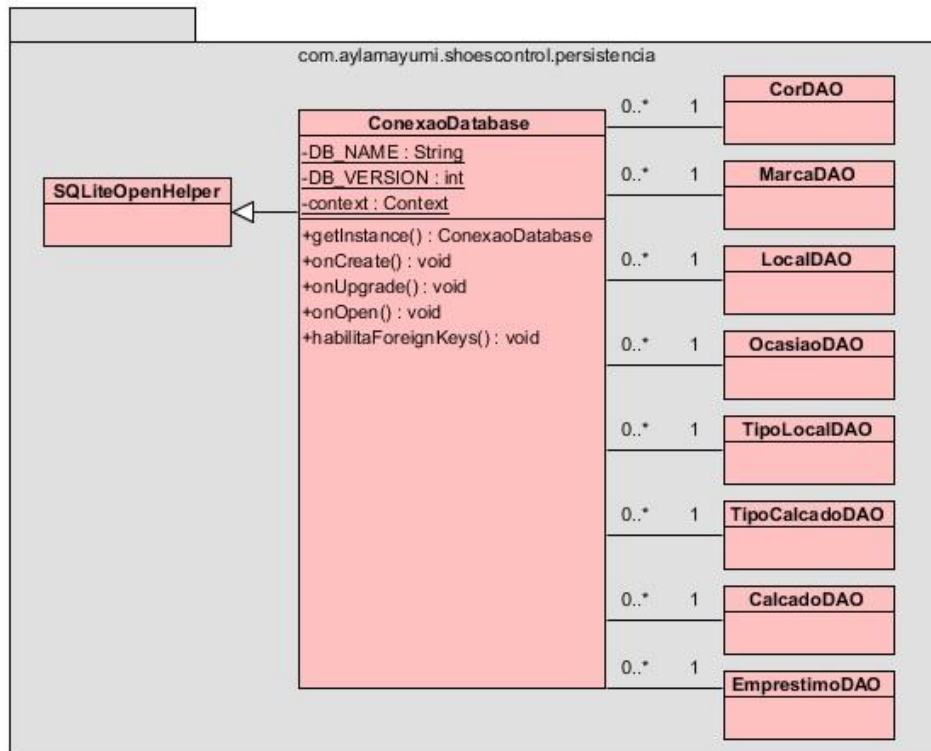 com.aylamayumi.shoescontrol.persistencia
SQLiteOpenHelper
ConexaoDatabase
-DB_NAME : String
-DB_VERSION : int
-context : Context
+getInstance() : ConexaoDatabase
+onCreate() : void
+onUpgrade() : void
+onOpen() : void
+habilitaForeignKeys() : void
0..* 1 CorDAO
0..* 1 MarcaDAO
0..* 1 LocalDAO
0..* 1 OcasiaoDAO
0..* 1 TipoLocalDAO
0..* 1 TipoCalcadoDAO
0..* 1 CalcadoDAO
0..* 1 EmprestimoDAO